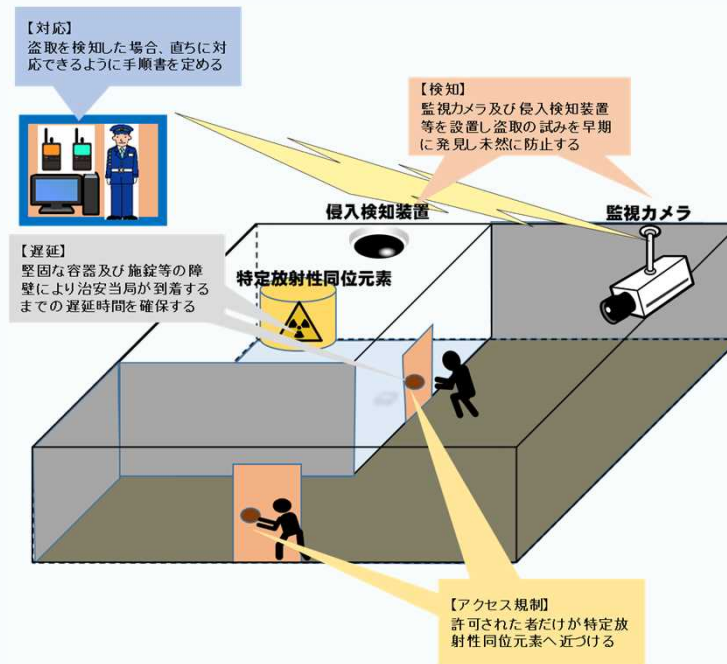 【対応】
盗取を検知した場合、直ちに対
応できるように手順書を定める
【検知】
監視カメラ及び侵入検知装置
等を設置し盗取の試みを早期
に発見し未然に防止する
侵入検知装置
監視カメラ
【遅延】
堅固な容器及び施錠等の障
壁により治安当局が到着する
までの遅延時間を確保する
特定放射性同位元素
【アクセス規制】
許可された者だけが特定放
射性同位元素へ近づける